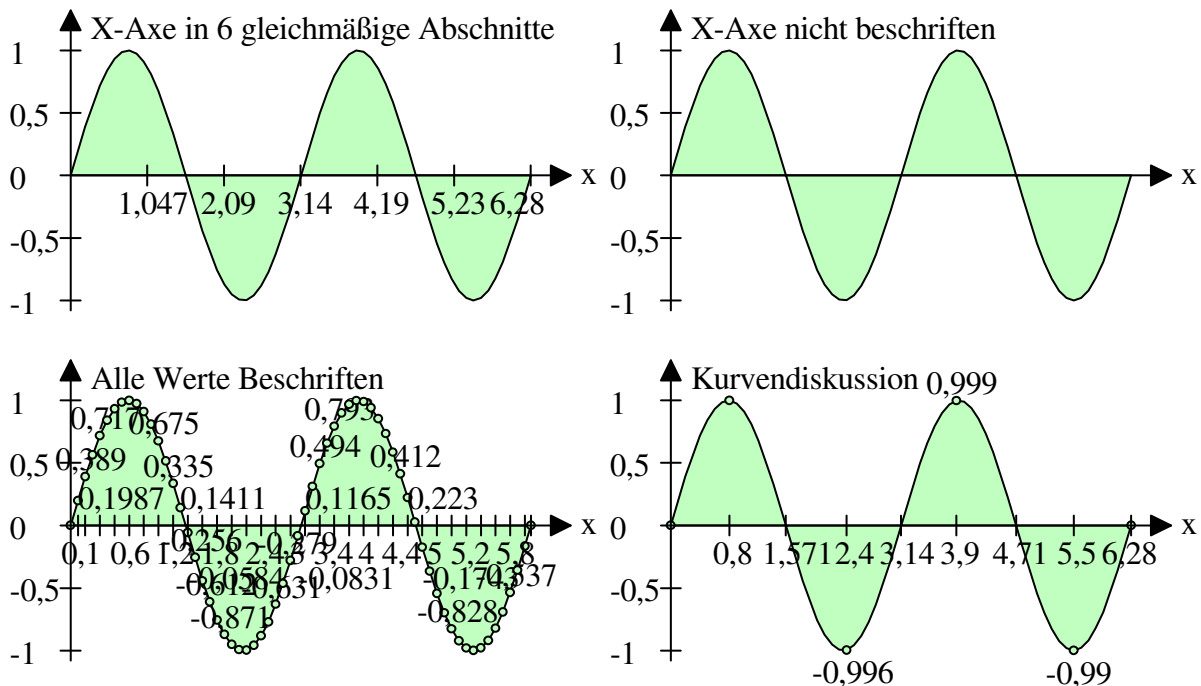 X-Axe in 6 gleichmäßige Abschnitte
1
0,5
0
-0,5
-1
1,047 2,09 3,14 4,19 5,23 6,28
x
X-Axe nicht beschriften
1
0,5
0
-0,5
-1
x
Alle Werte Beschriften
1
0,5
0
-0,5
-1
0,717 0,675 0,795
0,389 0,335 0,494 0,412
0,1987 0,1411 0,1165 0,223
x
0,1 0,6
-0,0831
-0,871 -0,828
Kurvendiskussion 0,999
1
0,5
0
-0,5
-1
x
0,8 1,571 2,4 3,143 3,9 4,71 5,5 6,28
-0,996 -0,99